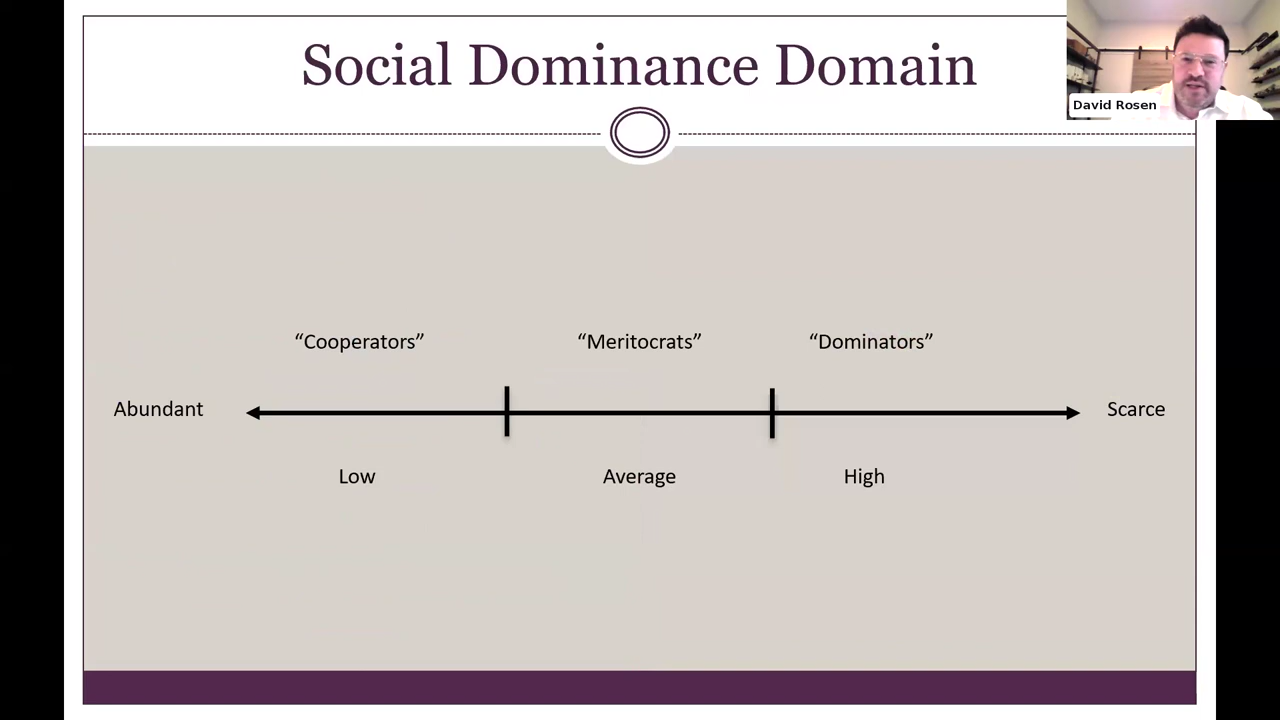 Social Dominance Domain
David Rosen
“Cooperators” “Meritocrats” “Dominators”
Abundant Scarce
Low Average High